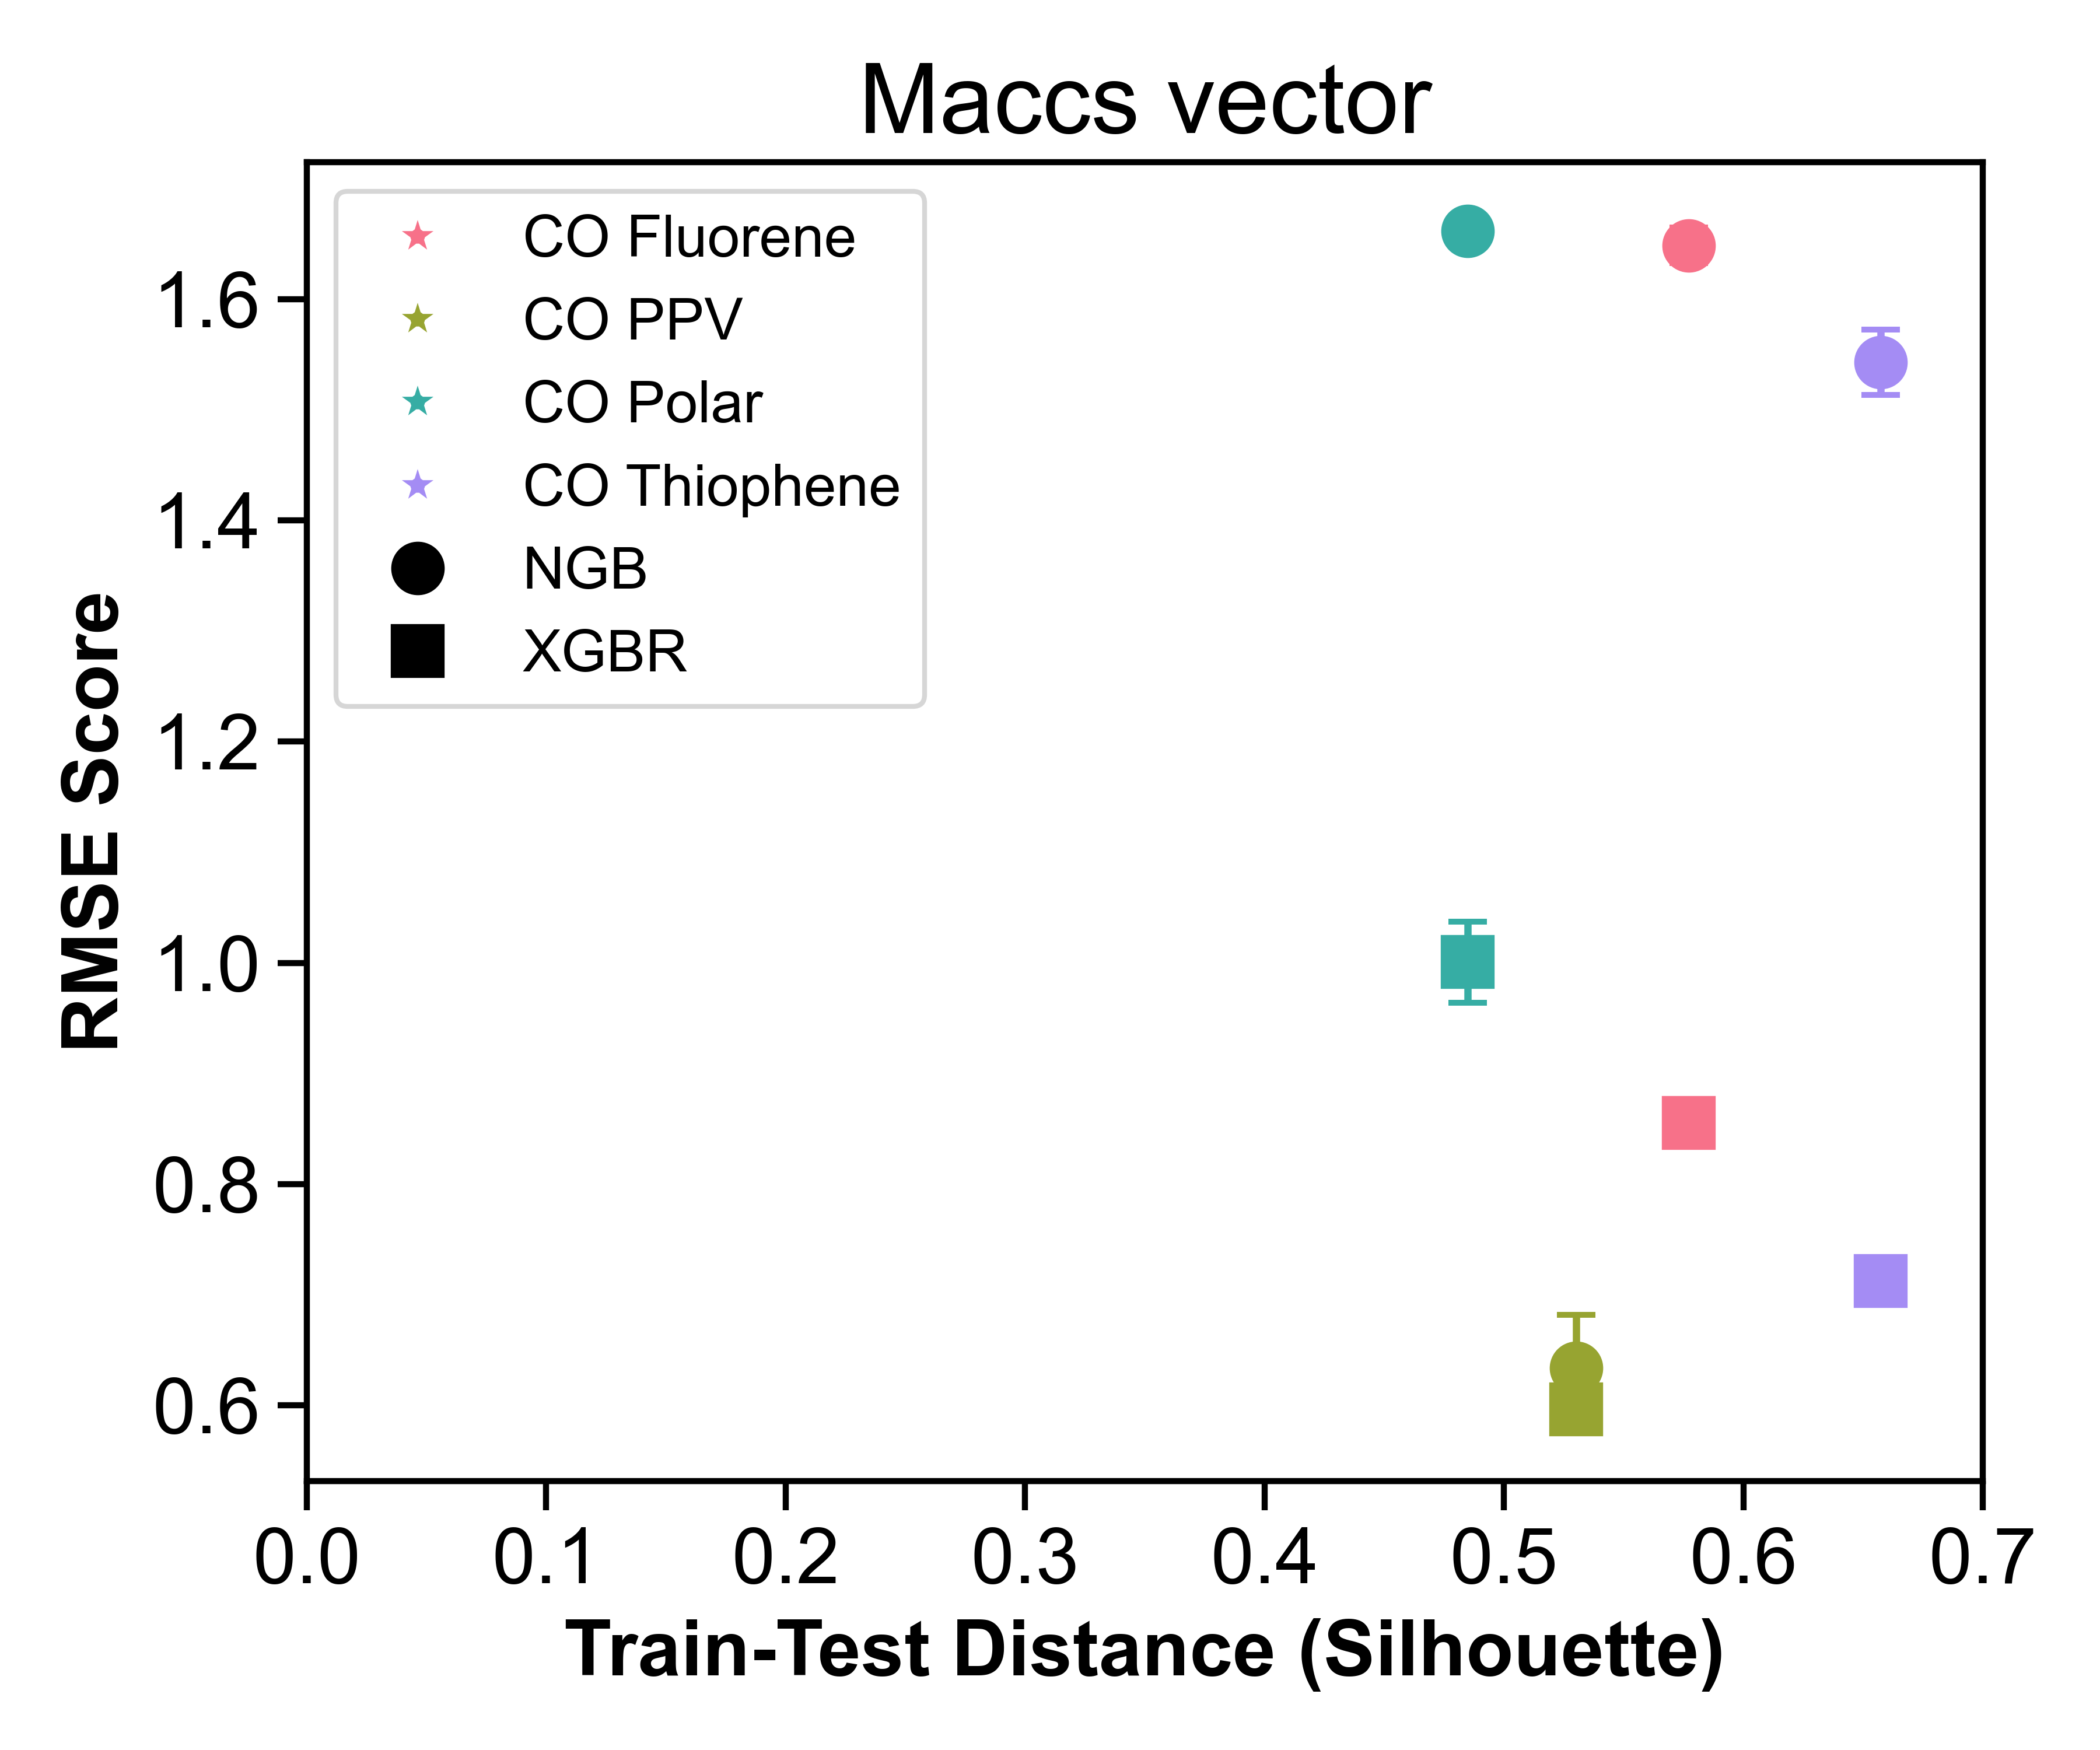 Maccs vector
CO Fluorene
CO PPV
CO Polar
CO Thiophene
NGB
XGBR
1.6
1.4
1.2
1.0
0.8
0.6
RMSE Score
0.0 0.1 0.2 0.3 0.4 0.5 0.6 0.7
Train-Test Distance (Silhouette)